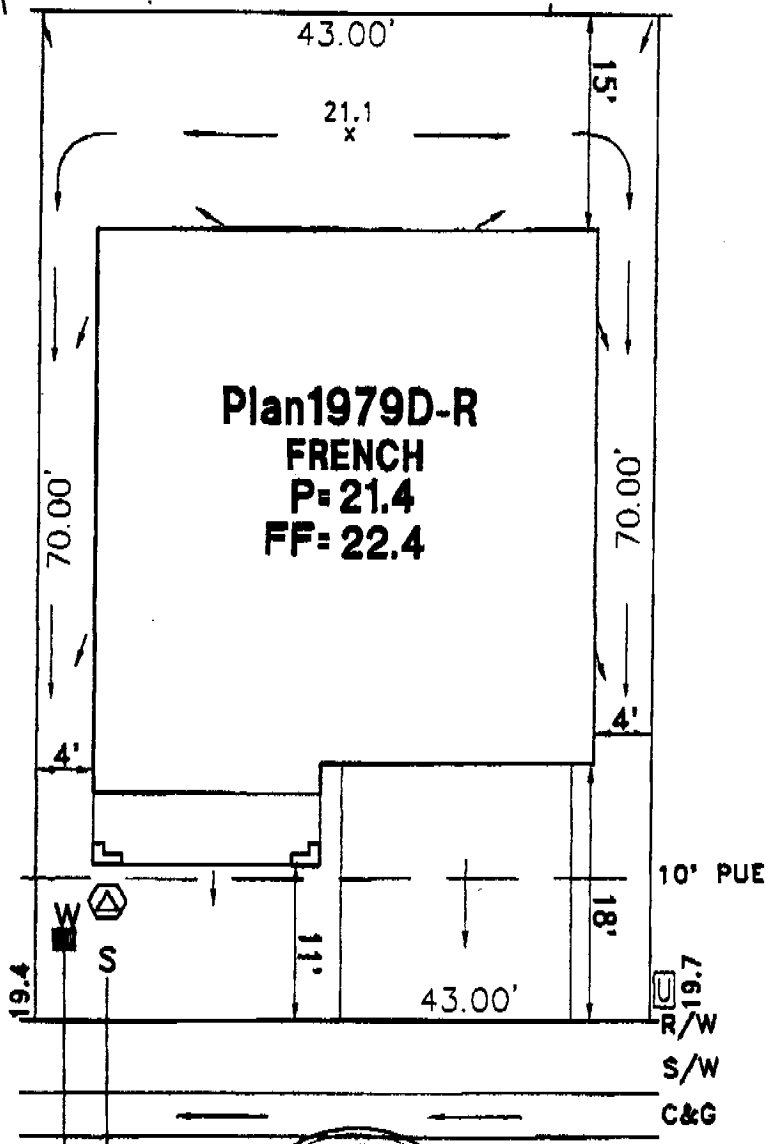 43.00'
15'
21.1
x
Plan1979D-R
FRENCH
P= 21.4
FF= 22.4
70.00'
70.00'
4'
4'
10' PUE
W
S
11'
18'
19.4
43.00'
U
19.7
R/W
S/W
C&G